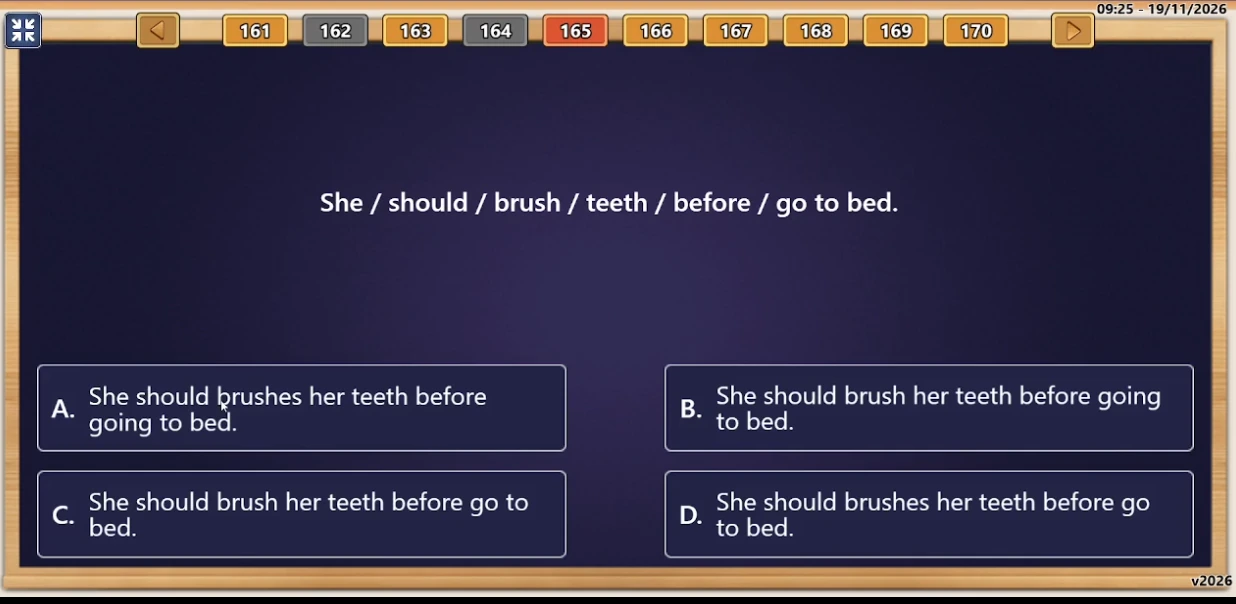 09:25 - 19/11/2026
161 162 163 164 165 166 167 168 169 170
She / should / brush / teeth / before / go to bed.
A. She should brushes her teeth before
going to bed.
B. She should brush her teeth before going
to bed.
C. She should brush her teeth before go to
bed.
D. She should brushes her teeth before go
to bed.
v2026